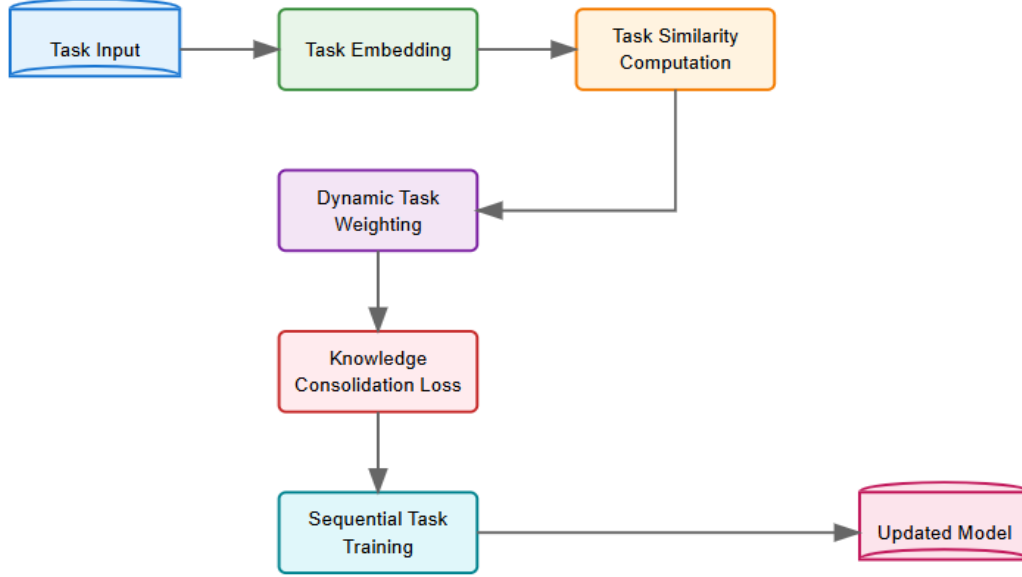 Task Input
Task Embedding
Task Similarity
Computation
Dynamic Task
Weighting
Knowledge
Consolidation Loss
Sequential Task
Training
Updated Model